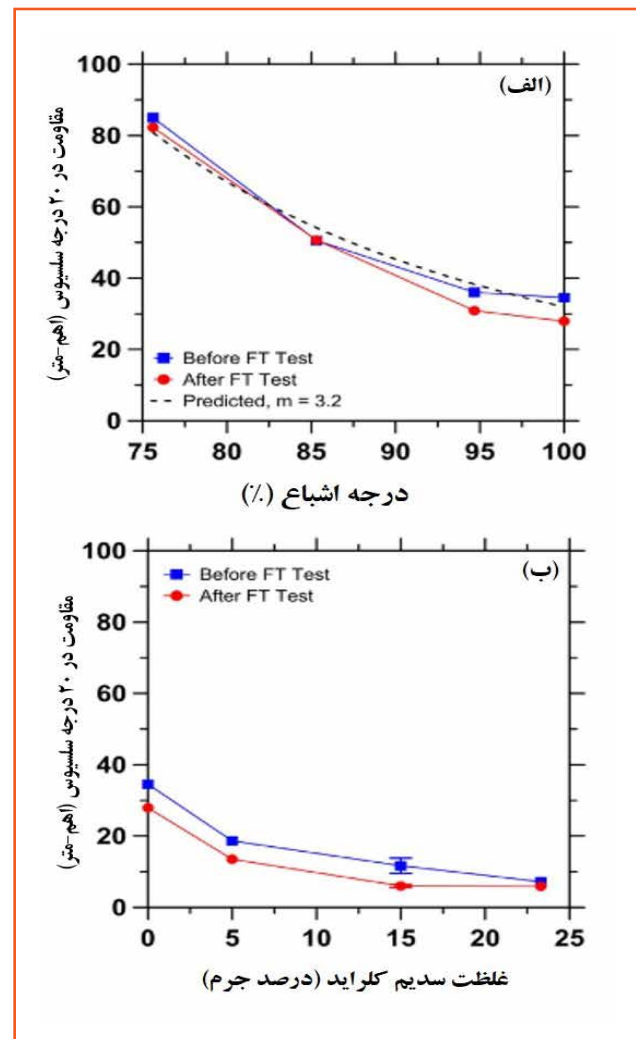 (الف)
100
80
60
40
20
0
مقاومت در ۲۰ درجه سلسیوس (اهم-متر)
Before FT Test
After FT Test
Predicted, m = 3.2
75 80 85 90 95 100
درجه اشباع (٪)
(ب)
100
80
60
40
20
0
مقاومت در ۲۰ درجه سلسیوس (اهم-متر)
Before FT Test
After FT Test
0 5 10 15 20 25
غلظت سدیم کلراید (درصد جرم)